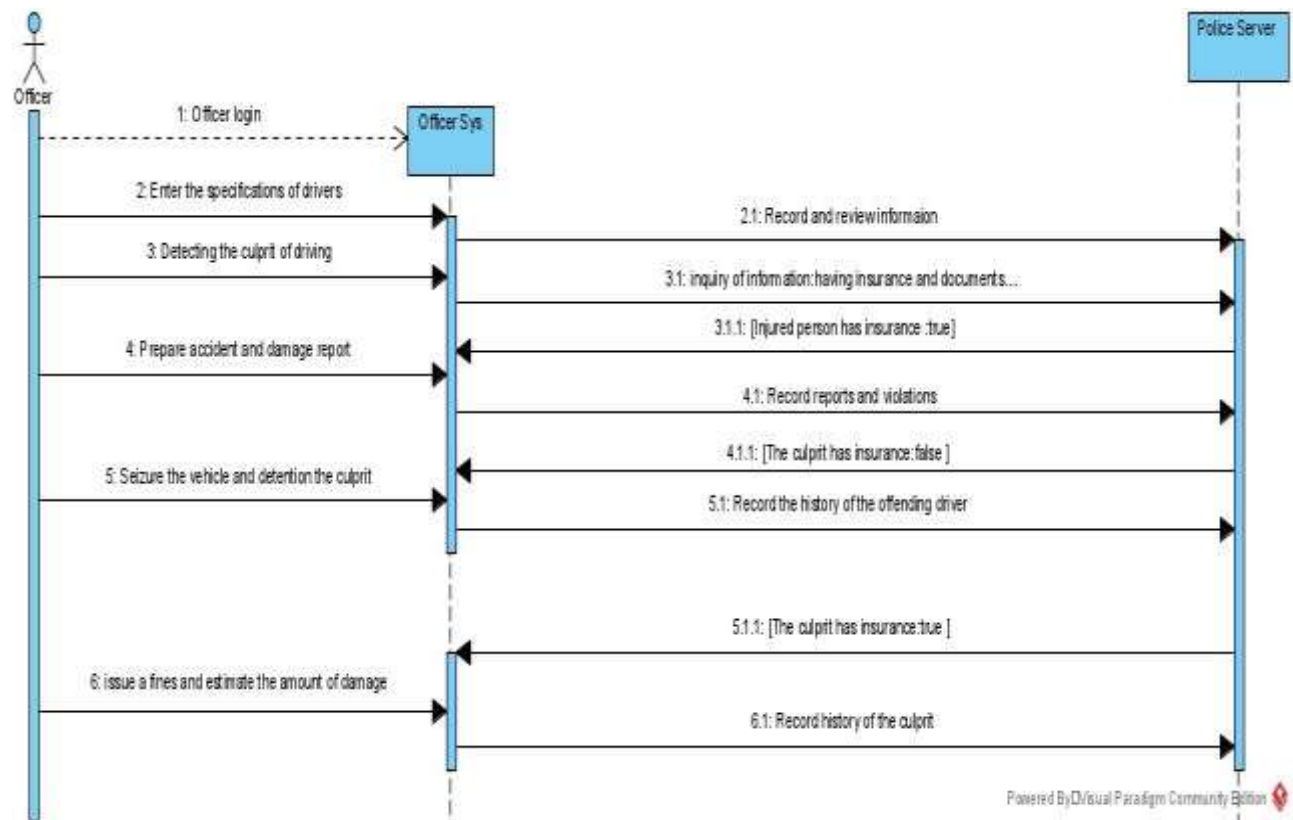 Police Server
Officer
1: Officer login
Officer Sys
2: Enter the specifications of drivers
2.1: Record and review informaion
3: Detecting the culprit of driving
3.1: inquiry of information:having insurance and documents...
3.1.1: [Injured person has insurance :true]
4: Prepare accident and damage report
4.1: Record reports and violations
4.1.1: [The culprit has insurance:false ]
5: Seizure the vehicle and detention the culprit
5.1: Record the history of the offending driver
5.1.1: [The culprit has insurance:true ]
6: issue a fines and estimate the amount of damage
6.1: Record history of the culprit
Powered By Visual Paradigm Community Edition